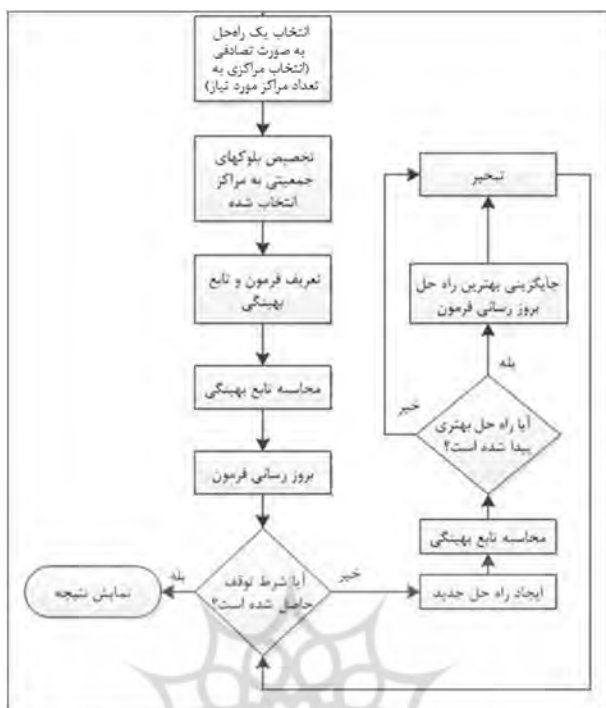 انتخاب یک راه‌حل
به صورت تصادفی
(انتخاب مراکزی به
تعداد مراکز مورد نیاز)
تخصیص بلوکهای
جمعیتی به مراکز
انتخاب شده
تعریف فرمون و تابع
بهینگی
محاسبه تابع بهینگی
بروز رسانی فرمون
آیا شرط توقف
حاصل شده است؟
بله
نمایش نتیجه
خیر
ایجاد راه حل جدید
محاسبه تابع بهینگی
آیا راه حل بهتری
پیدا شده است؟
خیر
بله
جایگزینی بهترین راه حل
بروز رسانی فرمون
تبخیر